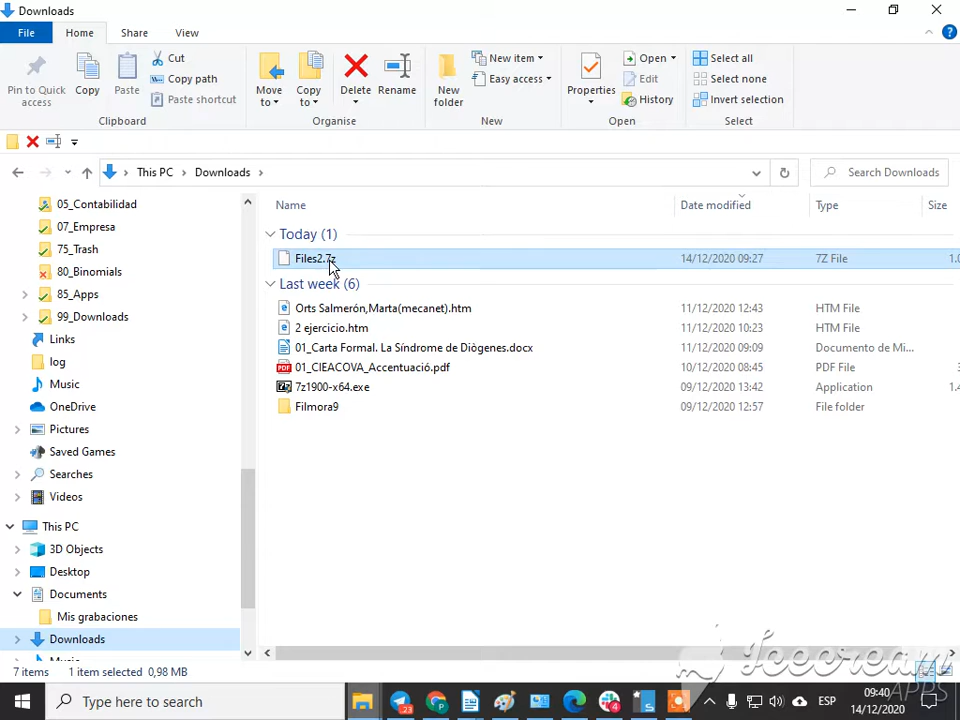 Downloads
File Home Share View
Pin to Quick access
Copy
Paste
Cut
Copy path
Paste shortcut
Clipboard
Move to
Copy to
Delete
Rename
Organise
New folder
New item
Easy access
New
Properties
Open
Edit
History
Open
Select all
Select none
Invert selection
Select
This PC Downloads
Search Downloads
05_Contabilidad
07_Empresa
75_Trash
80_Binomials
85_Apps
99_Downloads
Links
log
Music
OneDrive
Pictures
Saved Games
Searches
Videos
This PC
3D Objects
Desktop
Documents
Mis grabaciones
Downloads
Name Date modified Type Size
Today (1)
Files2.7z 14/12/2020 09:27 7Z File
Last week (6)
Orts Salmerón,Marta(mecanet).htm 11/12/2020 12:43 HTM File
2 ejercicio.htm 11/12/2020 10:23 HTM File
01_Carta Formal. La Síndrome de Diògenes.docx 11/12/2020 09:09 Documento de Mi...
01_CIEACOVA_Accentuació.pdf 10/12/2020 08:45 PDF File
7z1900-x64.exe 09/12/2020 13:42 Application
Filmora9 09/12/2020 12:57 File folder
Icecream
APPS
7 items 1 item selected 0,98 MB
Type here to search
23
ESP
09:40
14/12/2020